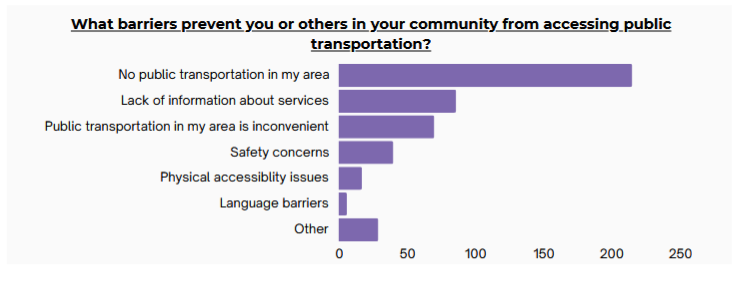 What barriers prevent you or others in your community from accessing public
transportation?
No public transportation in my area
Lack of information about services
Public transportation in my area is inconvenient
Safety concerns
Physical accessiblity issues
Language barriers
Other
0 50 100 150 200 250